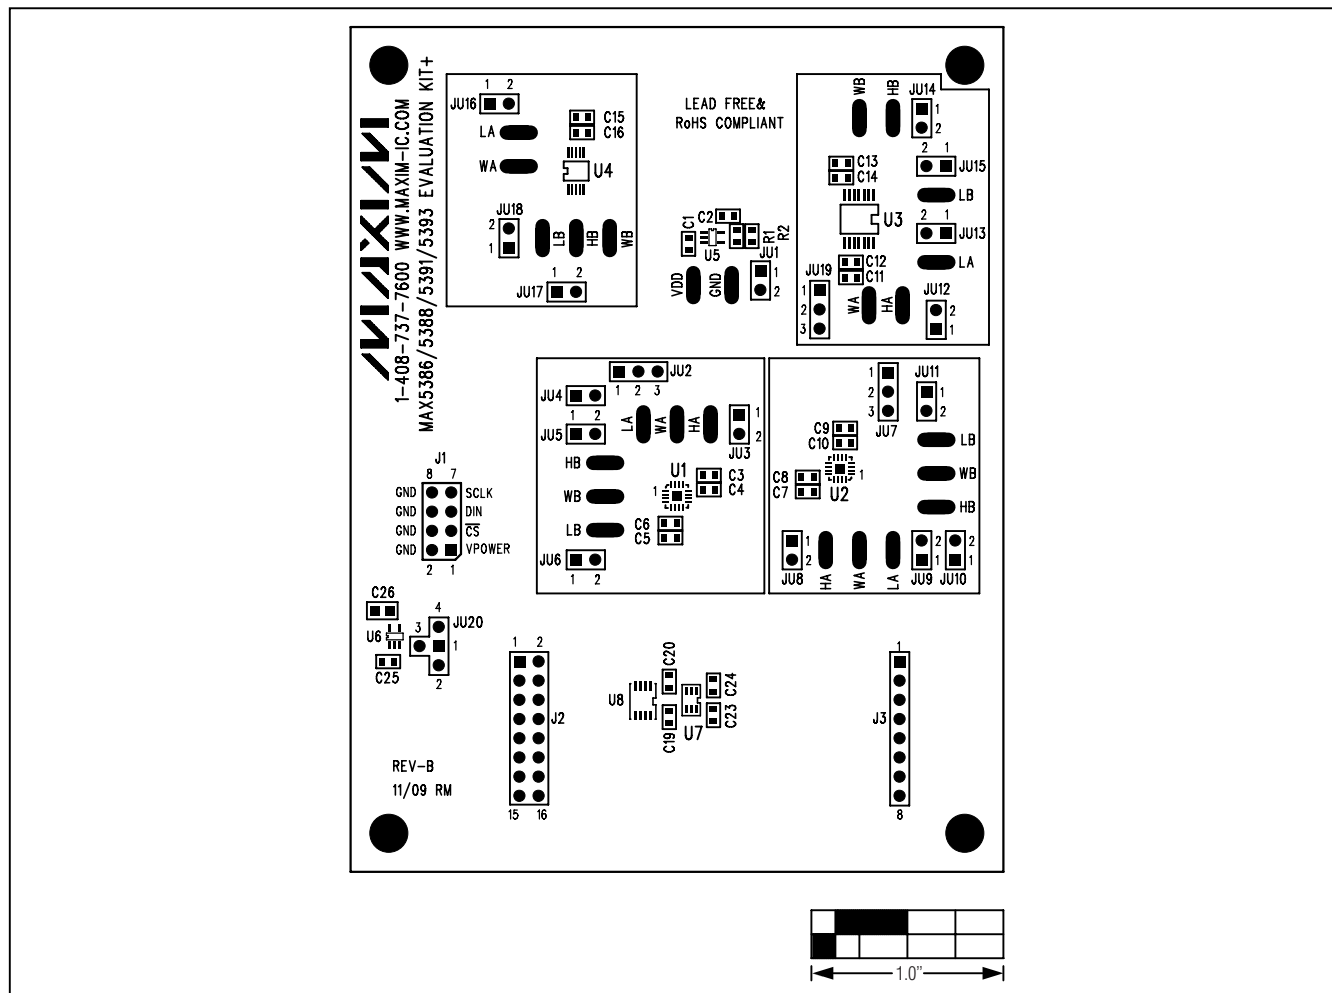 MAXIM
1-408-737-7600 WWW.MAXIM-IC.COM
MAX5386/5388/5391/5393 EVALUATION KIT+
LEAD FREE&
RoHS COMPLIANT
1 2
JU16
LA
WA
C15
C16
U4
JU18
2
1
LB
HB
WB
1 2
JU17
C1
C2
U5
R1
R2
JU1
1
2
VDD
GND
WB
HB
JU14
1
2
C13
C14
2 1
JU15
LB
U3
2 1
JU13
LA
C12
C11
JU19
1
2
3
WA
HA
JU12
2
1
JU2
1 2 3
JU4
1 2
JU5
LA
WA
HA
1
2
JU3
HB
WB
LB
U1
1
C3
C4
C6
C5
JU6
1 2
1
2
3
JU7
JU11
1
2
C9
C10
LB
WB
HB
C8
C7
U2
1
1
2
JU8
HA
WA
LA
2
1
JU9
2
1
JU10
J1
8 7
GND SCLK
GND DIN
GND CS
GND VPOWER
2 1
C26
U6
C25
4
3
JU20
1
2
1 2
J2
15 16
C20
U8
C19
U7
C24
C23
1
J3
8
REV-B
11/09 RM
1.0"